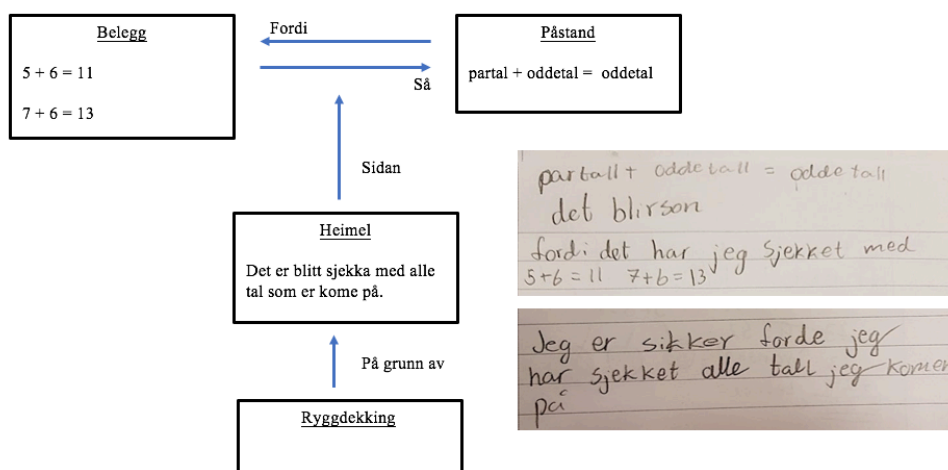 Belegg
5 + 6 = 11
7 + 6 = 13
Fordi
Så
Påstand
partal + oddetal = oddetal
Sidan
Heimel
Det er blitt sjekka med alle
tal som er kome på.
På grunn av
Ryggdekking
partall + oddetall = oddetall
det blirson
fordi det har jeg sjekket med
5+6=11 7+6=13
Jeg er sikker forde jeg
har sjekket alle tall jeg komer
på